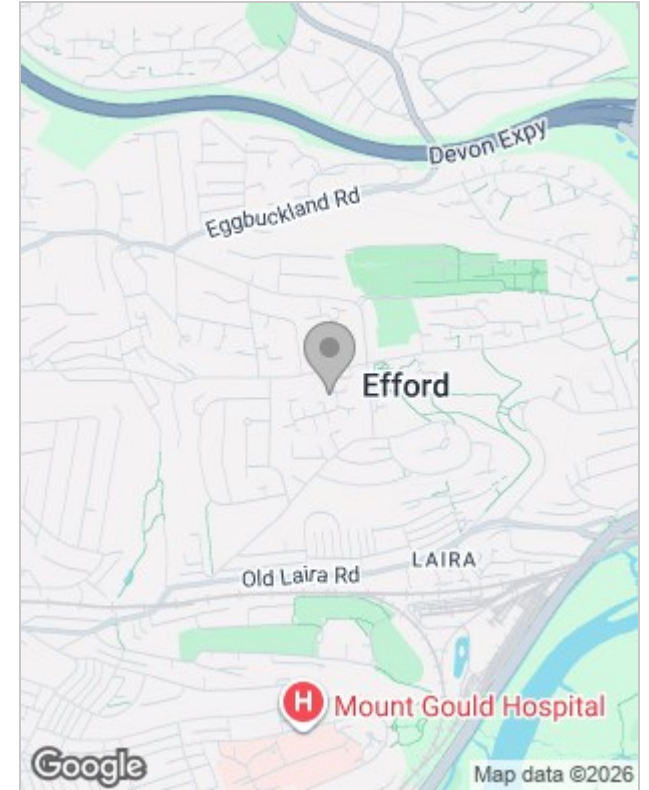 Devon Expy
Eggbuckland Rd
Efford
LAIRA
Old Laira Rd
H
Mount Gould Hospital
Google
Map data ©2026